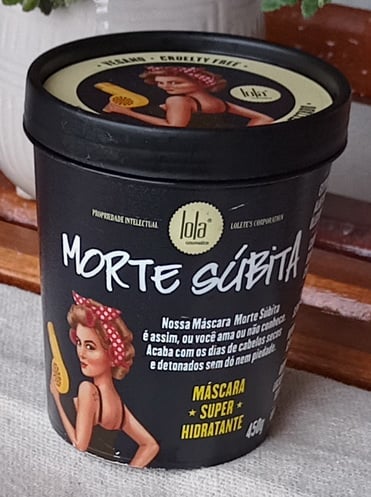 VEGANO • CRUELTY FREE •
lola
PROPRIEDADE INTELECTUAL
lola
cosmetics
LOLETE'S CORPORATION
MORTE SÚBITA
Nossa Máscara Morte Súbita
é assim, ou você ama ou não conhece.
Acaba com os dias de cabelos secos
e detonados sem dó nem piedade.
MÁSCARA
★ SUPER ★
HIDRATANTE
450g